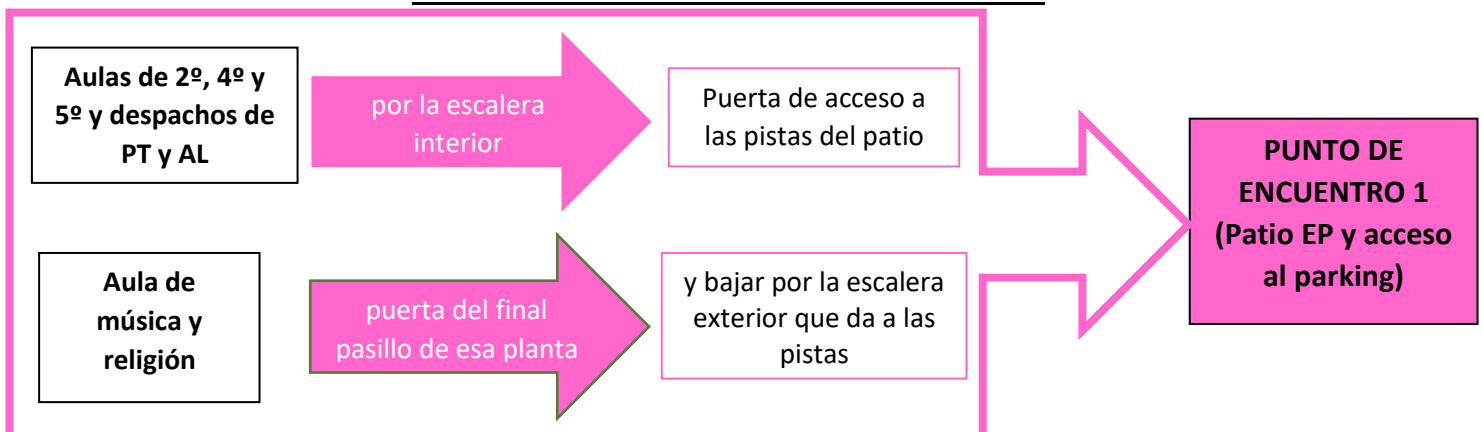 Aulas de 2º, 4º y
5º y despachos de
PT y AL
por la escalera
interior
Puerta de acceso a
las pistas del patio
Aula de
música y
religión
puerta del final
pasillo de esa planta
y bajar por la escalera
exterior que da a las
pistas
PUNTO DE
ENCUENTRO 1
(Patio EP y acceso
al parking)